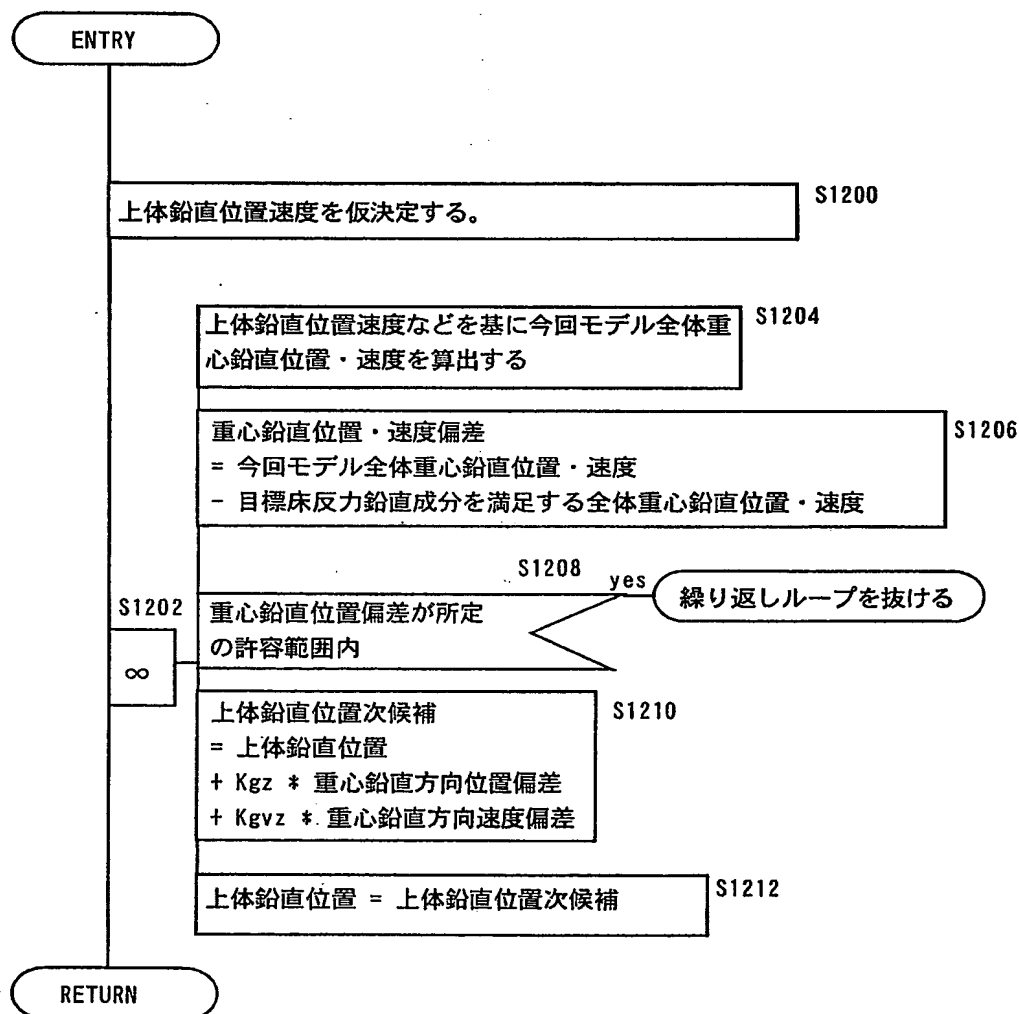 ENTRY
S1200
上体鉛直位置速度を仮決定する。
S1204
上体鉛直位置速度などを基に今回モデル全体重
心鉛直位置・速度を算出する
S1206
重心鉛直位置・速度偏差
= 今回モデル全体重心鉛直位置・速度
- 目標床反力鉛直成分を満足する全体重心鉛直位置・速度
S1208
yes
繰り返しループを抜ける
S1202
∞
重心鉛直位置偏差が所定
の許容範囲内
S1210
上体鉛直位置次候補
= 上体鉛直位置
+ Kgz * 重心鉛直方向位置偏差
+ Kgvz * 重心鉛直方向速度偏差
S1212
上体鉛直位置 = 上体鉛直位置次候補
RETURN